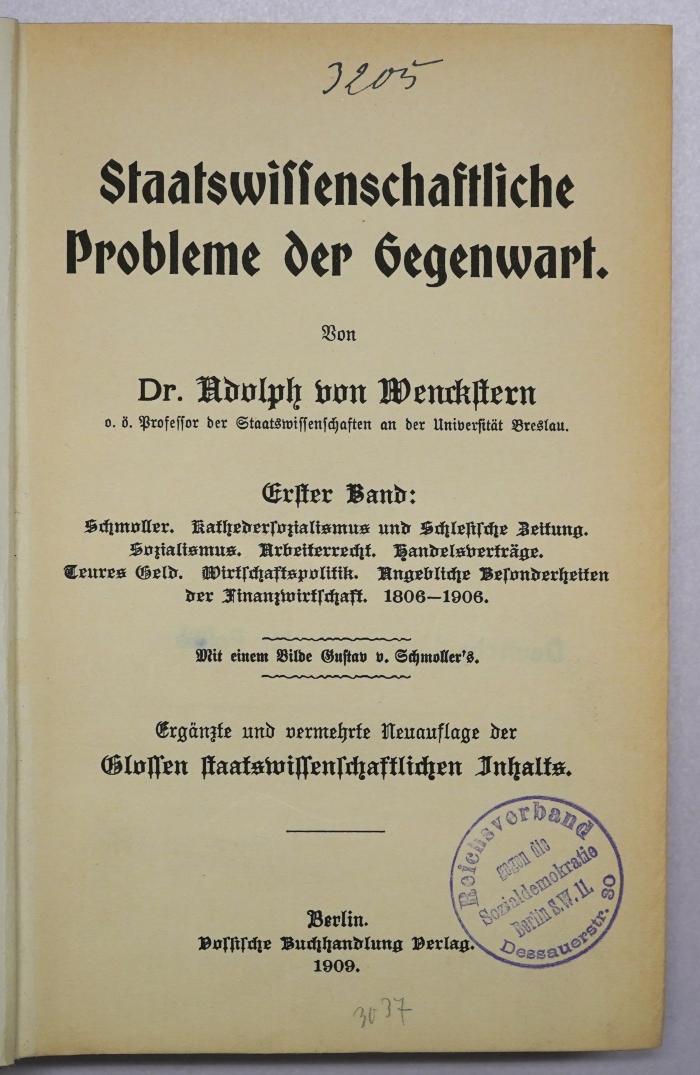 3205
Staatswiſſenschaftliche
Probleme der Gegenwart.
Von
Dr. Adolph von Wenckſtern
o. ö. Profeſſor der Staatswiſſenſchaften an der Univerſität Breslau.
Erſter Band:
Schmoller. Kathederſozialismus und Schleſiſche Zeitung.
Sozialismus. Arbeiterrecht. Handelsverträge.
Teures Geld. Wirtſchaftspolitik. Angebliche Beſonderheiten
der Finanzwirtſchaft. 1806—1906.
Mit einem Bilde Guſtav v. Schmoller's.
Ergänzte und vermehrte Neuauflage der
Gloſſen ſtaatswiſſenſchaftlichen Inhalts.
Reichsverband
gegen die
Sozialdemokratie
Berlin S.W. 11.
Dessauerstr. 30
Berlin.
Voſſiſche Buchhandlung Verlag.
1909.
3037